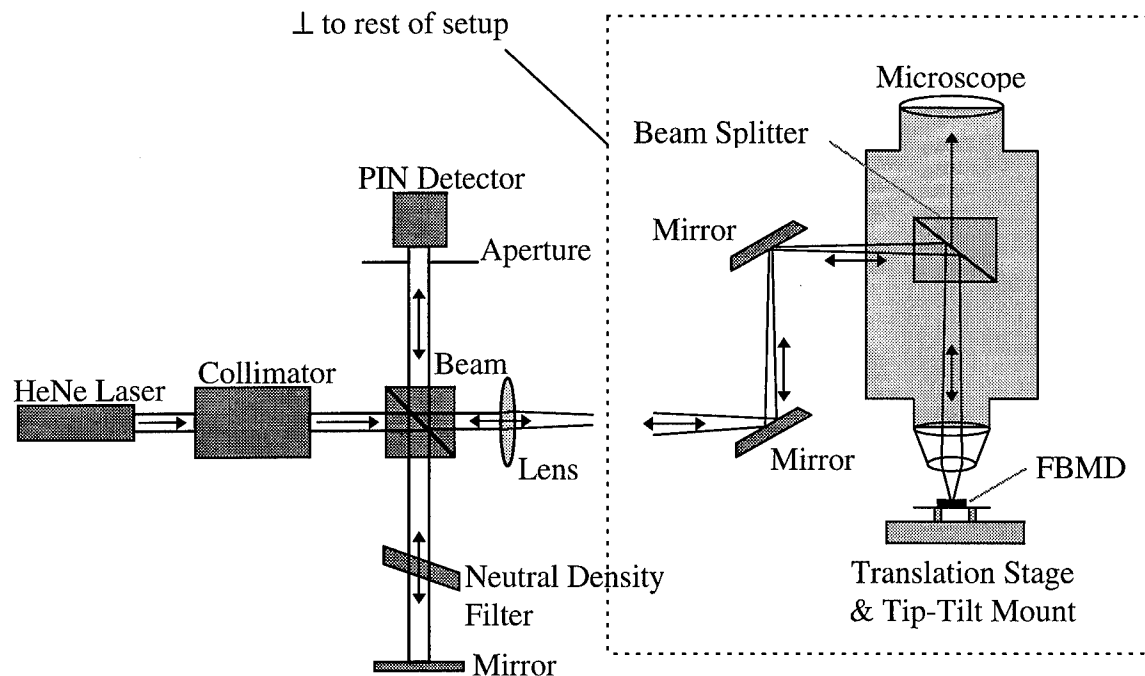 ⊥ to rest of setup
Microscope
Beam Splitter
PIN Detector
Mirror
Aperture
Beam
HeNe Laser
Collimator
Lens
Mirror
FBMD
Neutral Density
Filter
Translation Stage
& Tip-Tilt Mount
Mirror